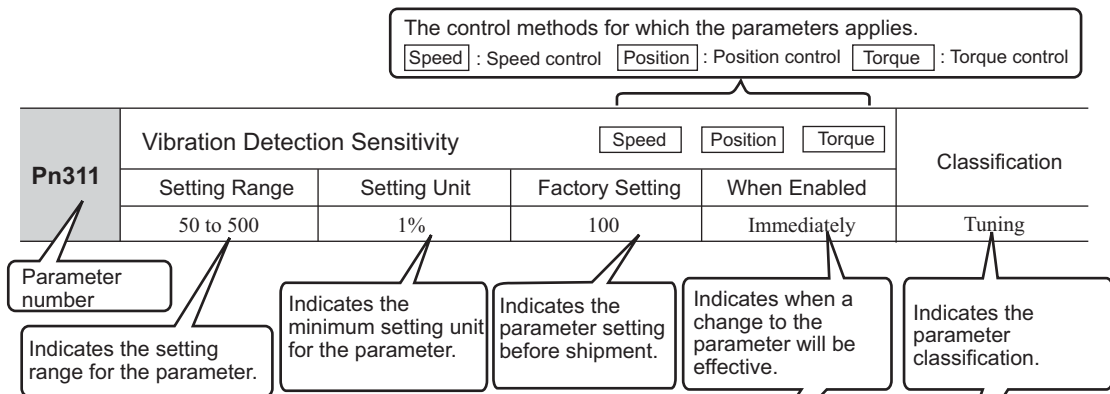 The control methods for which the parameters applies.
Speed : Speed control Position : Position control Torque : Torque control
Pn311
Vibration Detection Sensitivity Speed Position Torque
Classification
Setting Range Setting Unit Factory Setting When Enabled
50 to 500 1% 100 Immediately Tuning
Parameter
number
Indicates the setting
range for the parameter.
Indicates the
minimum setting unit
for the parameter.
Indicates the
parameter setting
before shipment.
Indicates when a
change to the
parameter will be
effective.
Indicates the
parameter
classification.